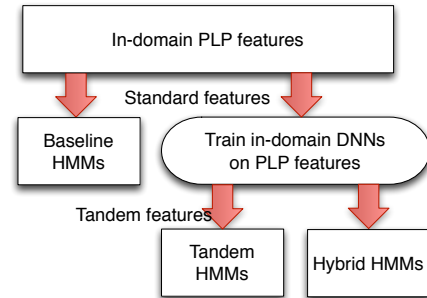 In-domain PLP features
Standard features
Baseline
HMMs
Train in-domain DNNs
on PLP features
Tandem features
Tandem
HMMs
Hybrid HMMs